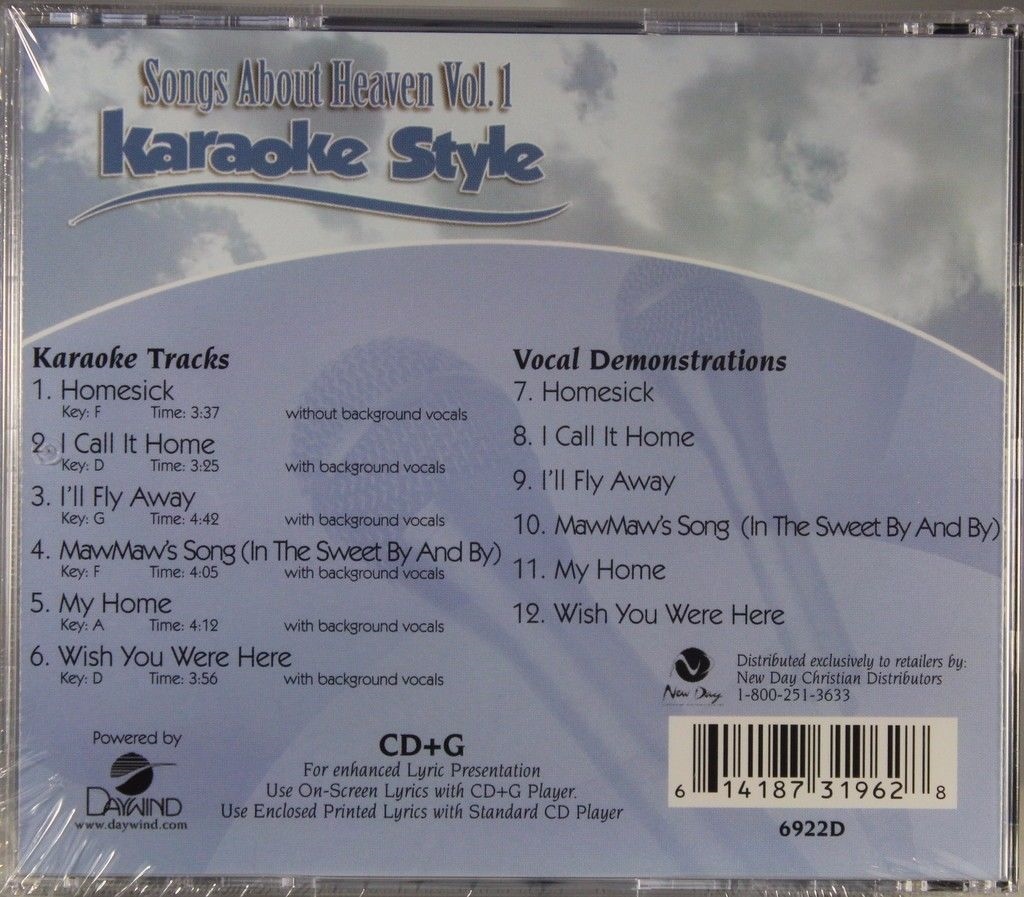 Songs About Heaven Vol. 1
Karaoke Style
Karaoke Tracks
1. Homesick
Key: F Time: 3:37 without background vocals
2. I Call It Home
Key: D Time: 3:25 with background vocals
3. I'll Fly Away
Key: G Time: 4:42 with background vocals
4. MawMaw's Song (In The Sweet By And By)
Key: F Time: 4:05 with background vocals
5. My Home
Key: A Time: 4:12 with background vocals
6. Wish You Were Here
Key: D Time: 3:56 with background vocals
Vocal Demonstrations
7. Homesick
8. I Call It Home
9. I'll Fly Away
10. MawMaw's Song (In The Sweet By And By)
11. My Home
12. Wish You Were Here
New Day
Distributed exclusively to retailers by:
New Day Christian Distributors
1-800-251-3633
Powered by
DAYWIND
www.daywind.com
CD+G
For enhanced Lyric Presentation
Use On-Screen Lyrics with CD+G Player.
Use Enclosed Printed Lyrics with Standard CD Player
6 14187 31962 8
6922D